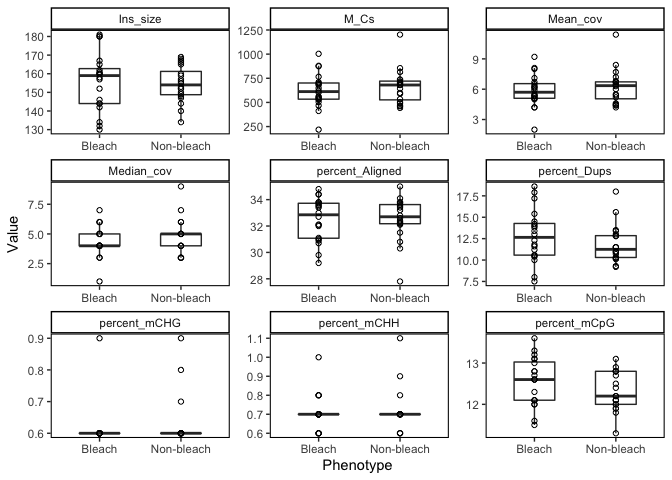 Ins_size
M_Cs
Mean_cov
180
170
160
150
140
130
Bleach
Non-bleach
1250
1000
750
500
250
Bleach
Non-bleach
9
6
3
Bleach
Non-bleach
Median_cov
percent_Aligned
percent_Dups
7.5
5.0
2.5
Bleach
Non-bleach
34
32
30
28
Bleach
Non-bleach
17.5
15.0
12.5
10.0
7.5
Bleach
Non-bleach
percent_mCHG
percent_mCHH
percent_mCpG
0.9
0.8
0.7
0.6
Bleach
Non-bleach
1.1
1.0
0.9
0.8
0.7
0.6
Bleach
Non-bleach
13
12
Bleach
Non-bleach
Value
Phenotype